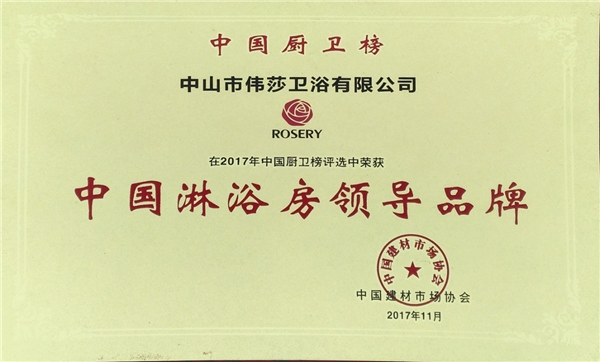 中国厨卫榜
中山市伟莎卫浴有限公司
ROSERY
在2017年中国厨卫榜评选中荣获
中国淋浴房领导品牌
中国建材市场协会
中国建材市场协会
2017年11月